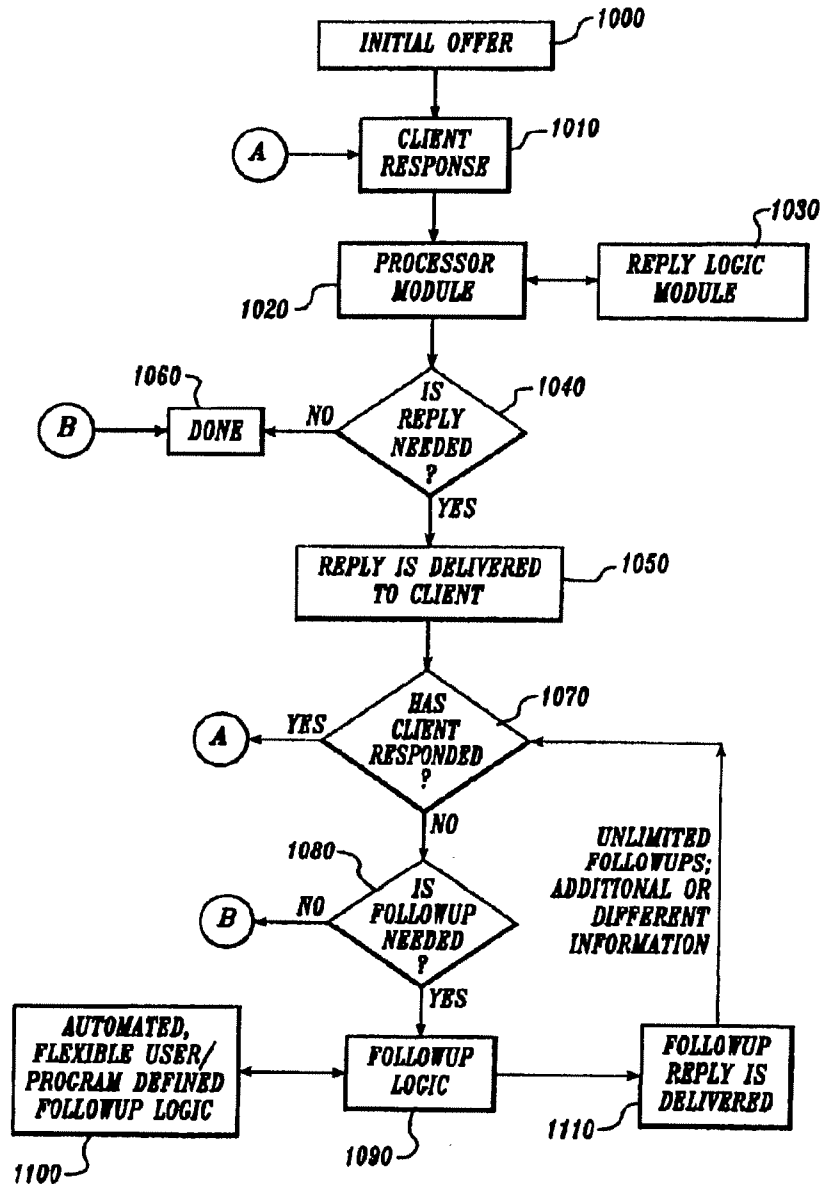 1000
INITIAL OFFER
A
CLIENT
RESPONSE
1010
PROCESSOR
MODULE
1020
1030
REPLY LOGIC
MODULE
1060
B
DONE
NO
IS
REPLY
NEEDED
?
1040
YES
REPLY IS DELIVERED
TO CLIENT
1050
A
YES
HAS
CLIENT
RESPONDED
?
1070
NO
1080
B
NO
IS
FOLLOWUP
NEEDED
?
YES
UNLIMITED
FOLLOWUPS;
ADDITIONAL OR
DIFFERENT
INFORMATION
AUTOMATED,
FLEXIBLE USER/
PROGRAM DEFINED
FOLLOWUP LOGIC
1100
FOLLOWUP
LOGIC
1090
FOLLOWUP
REPLY IS
DELIVERED
1110